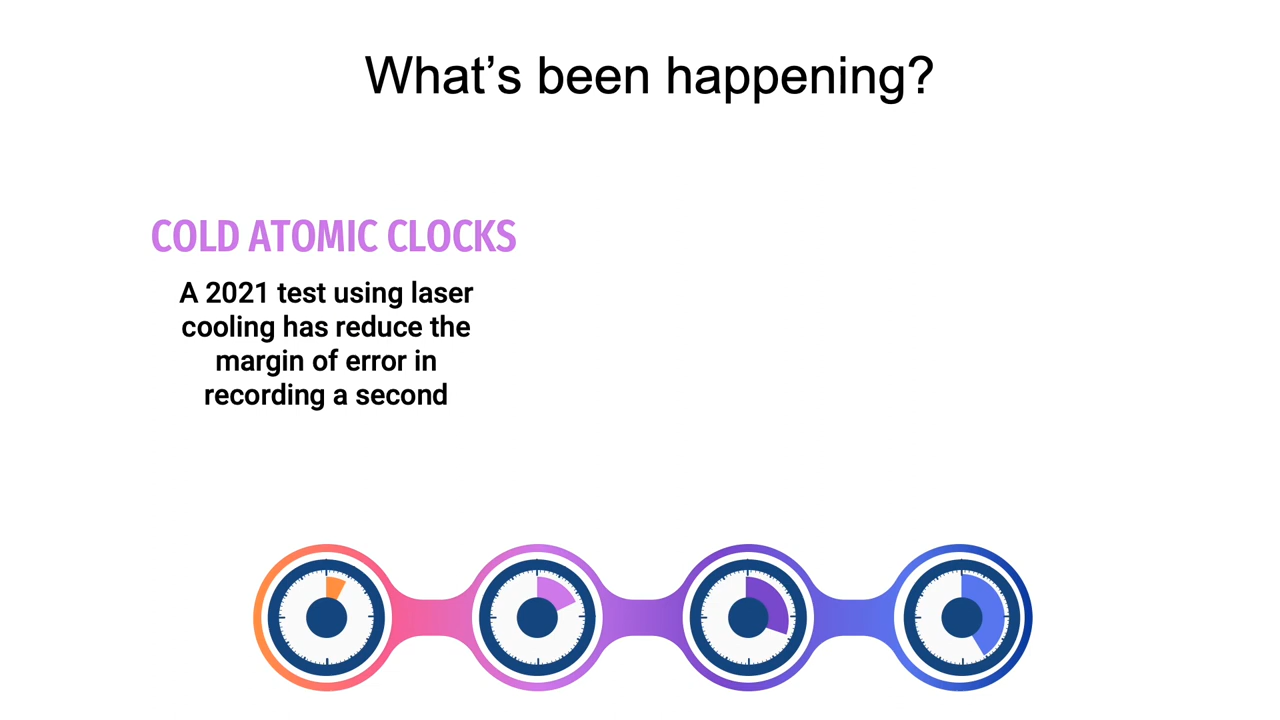 What’s been happening?
COLD ATOMIC CLOCKS
A 2021 test using laser
cooling has reduce the
margin of error in
recording a second